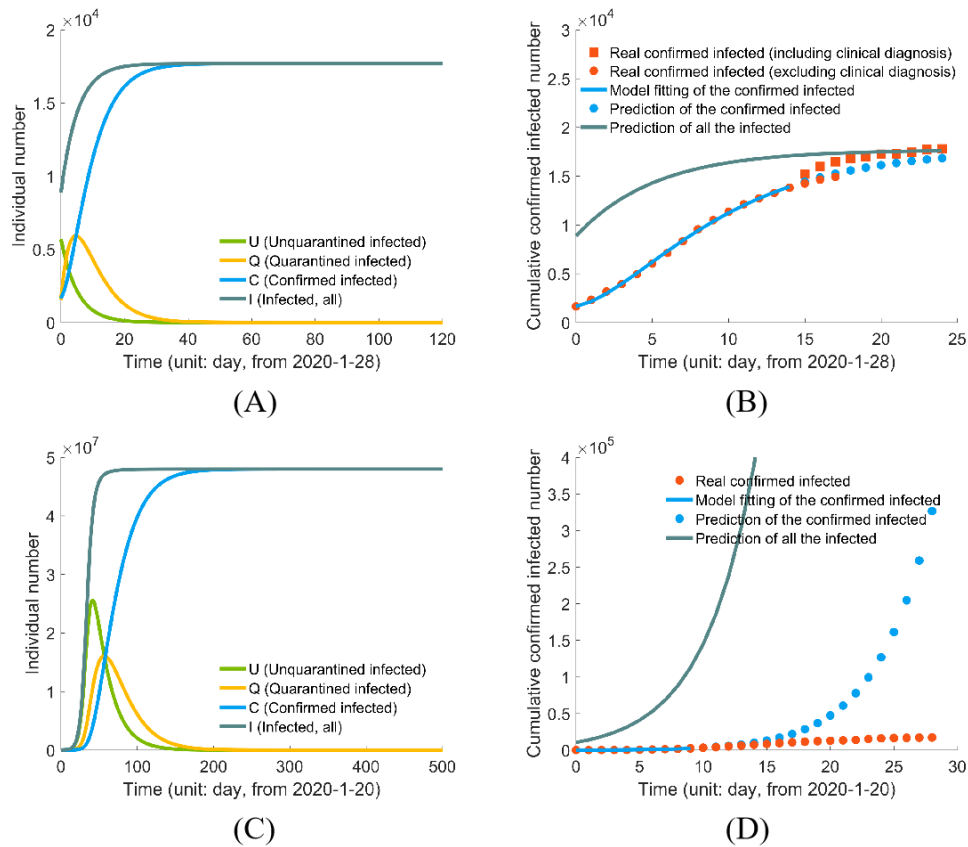 ×10⁴
2
1.5
1
0.5
0
Individual number
U (Unquarantined infected)
Q (Quarantined infected)
C (Confirmed infected)
I (Infected, all)
0 20 40 60 80 100 120
Time (unit: day, from 2020-1-28)
(A)
×10⁴
3
2.5
2
1.5
1
0.5
0
Cumulative confirmed infected number
Real confirmed infected (including clinical diagnosis)
Real confirmed infected (excluding clinical diagnosis)
Model fitting of the confirmed infected
Prediction of the confirmed infected
Prediction of all the infected
0 5 10 15 20 25
Time (unit: day, from 2020-1-28)
(B)
×10⁷
5
4
3
2
1
0
Individual number
U (Unquarantined infected)
Q (Quarantined infected)
C (Confirmed infected)
I (Infected, all)
0 100 200 300 400 500
Time (unit: day, from 2020-1-20)
(C)
×10⁵
4
3.5
3
2.5
2
1.5
1
0.5
0
Cumulative confirmed infected number
Real confirmed infected
Model fitting of the confirmed infected
Prediction of the confirmed infected
Prediction of all the infected
0 5 10 15 20 25 30
Time (unit: day, from 2020-1-20)
(D)